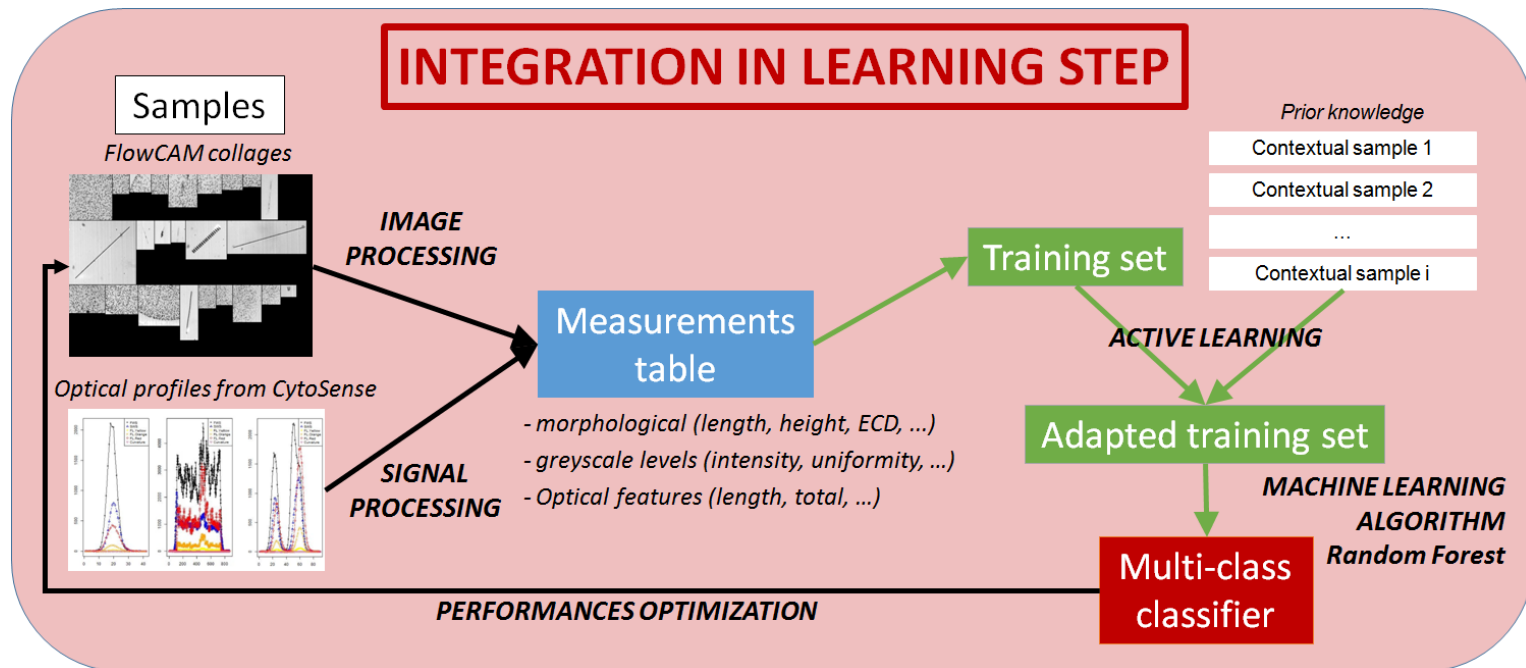 INTEGRATION IN LEARNING STEP
Samples
FlowCAM collages
IMAGE
PROCESSING
Optical profiles from CytoSense
SIGNAL
PROCESSING
Measurements
table
- morphological (length, height, ECD, ...)
- greyscale levels (intensity, uniformity, ...)
- Optical features (length, total, ...)
Training set
Prior knowledge
Contextual sample 1
Contextual sample 2
...
Contextual sample i
ACTIVE LEARNING
Adapted training set
MACHINE LEARNING
ALGORITHM
Random Forest
Multi-class
classifier
PERFORMANCES OPTIMIZATION